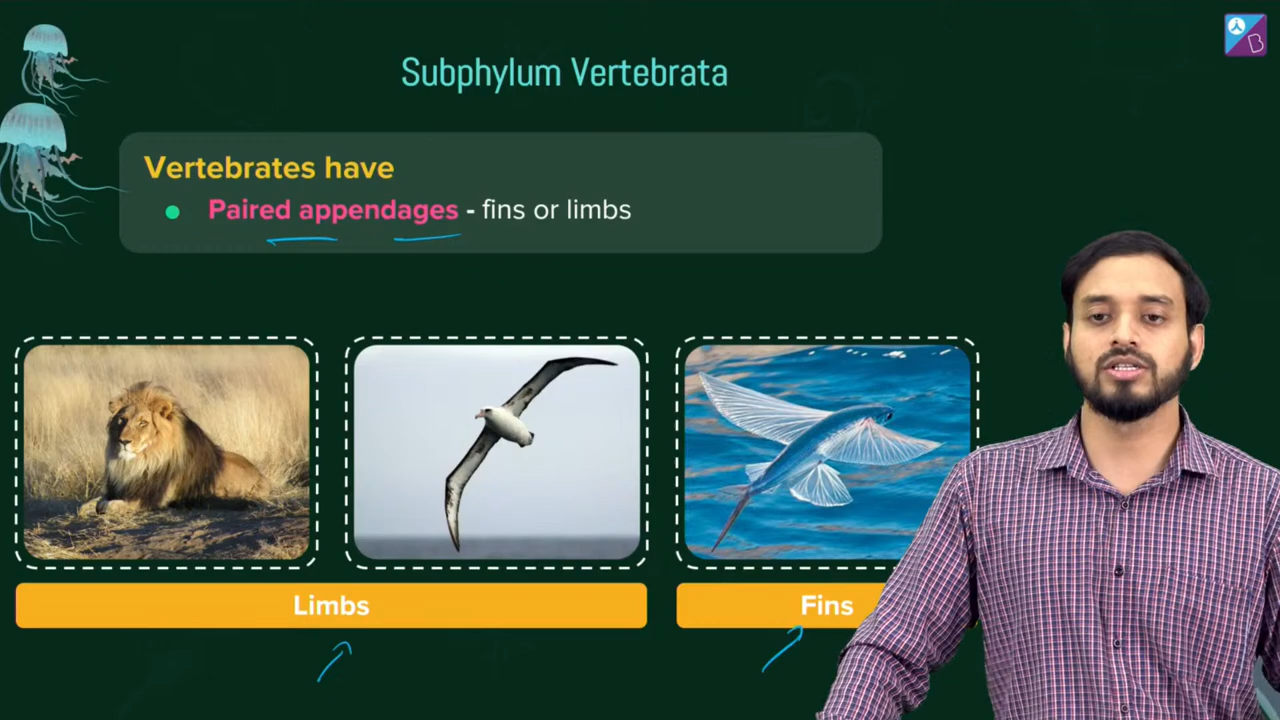 Subphylum Vertebrata
Vertebrates have
Paired appendages - fins or limbs
Limbs
Fins
B